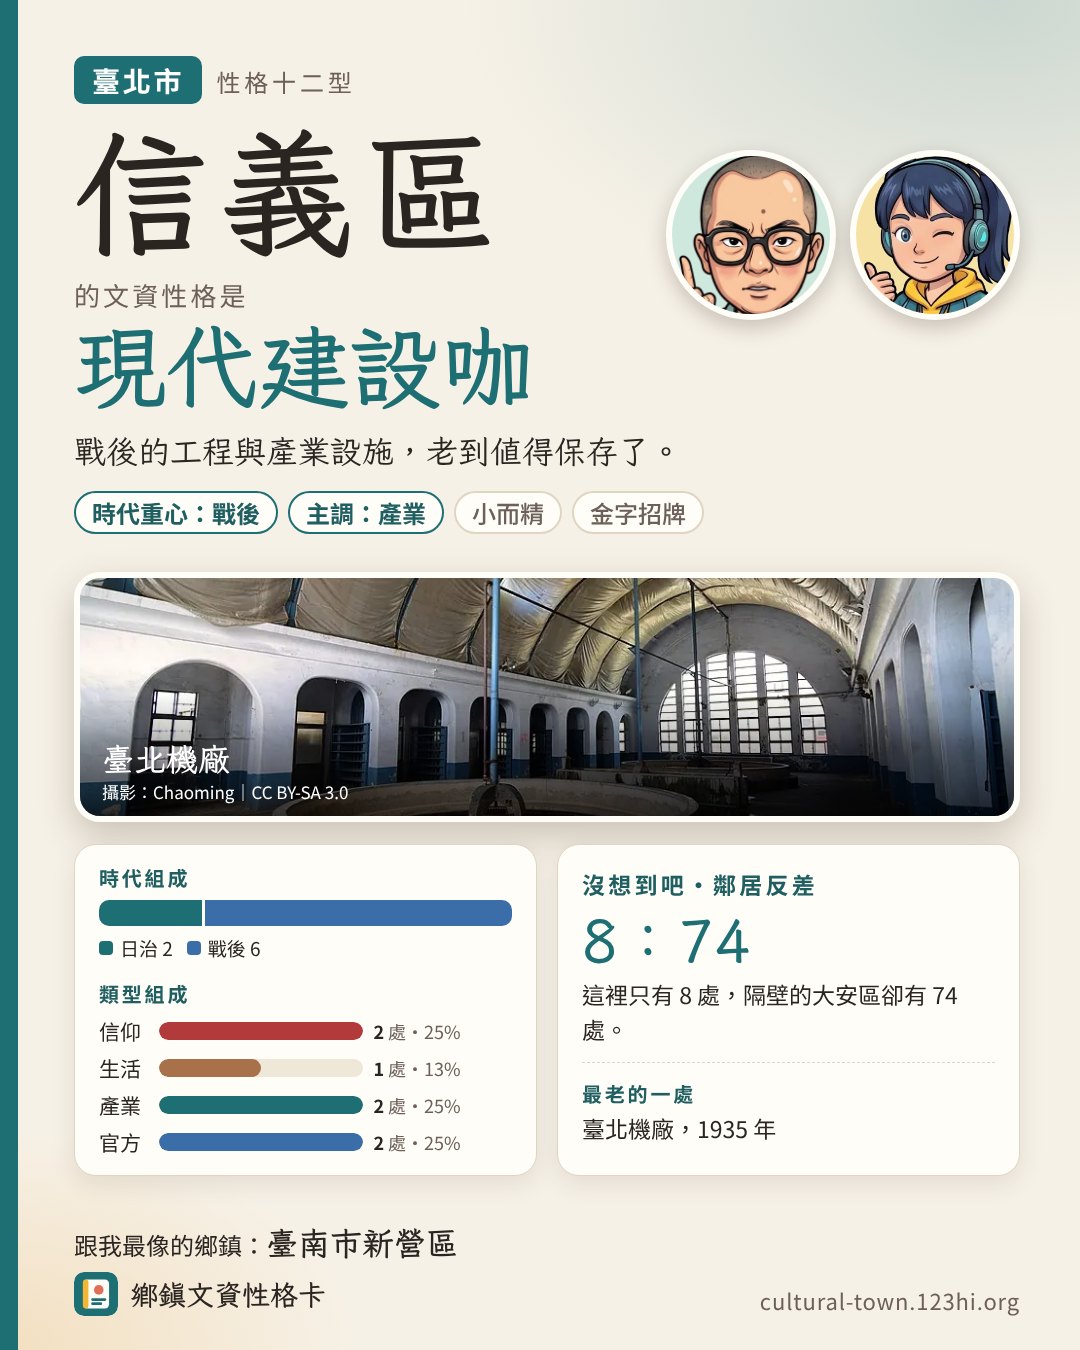 臺北市 性格十二型
信義區
的文資性格是
現代建設咖
戰後的工程與產業設施，老到值得保存了。
時代重心：戰後 主調：產業 小而精 金字招牌
臺北機廠
攝影：Chaoming｜CC BY-SA 3.0
時代組成
日治 2 戰後 6
類型組成
信仰 2 處・25%
生活 1 處・13%
產業 2 處・25%
官方 2 處・25%
沒想到吧・鄰居反差
8：74
這裡只有 8 處，隔壁的大安區卻有 74
處。
最老的一處
臺北機廠，1935 年
跟我最像的鄉鎮：臺南市新營區
鄉鎮文資性格卡
cultural-town.123hi.org